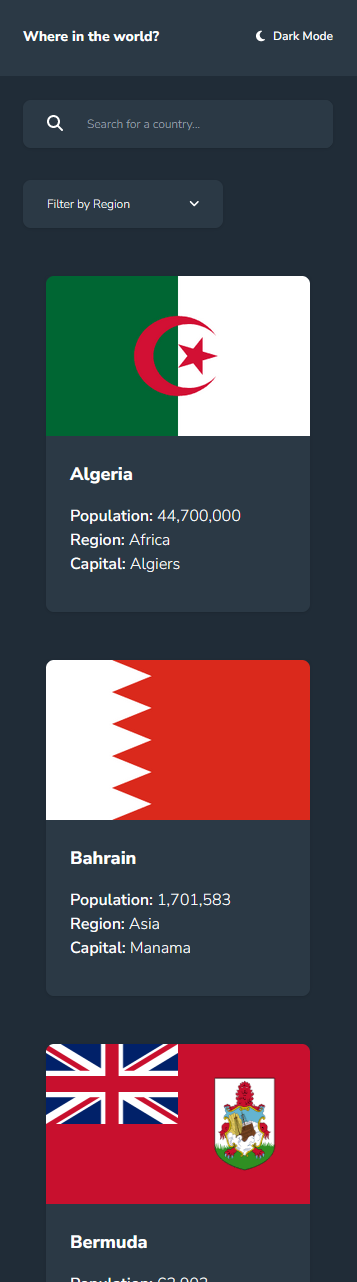 Where in the world?
Dark Mode
Search for a country...
Filter by Region
Algeria
Population: 44,700,000
Region: Africa
Capital: Algiers
Bahrain
Population: 1,701,583
Region: Asia
Capital: Manama
Bermuda